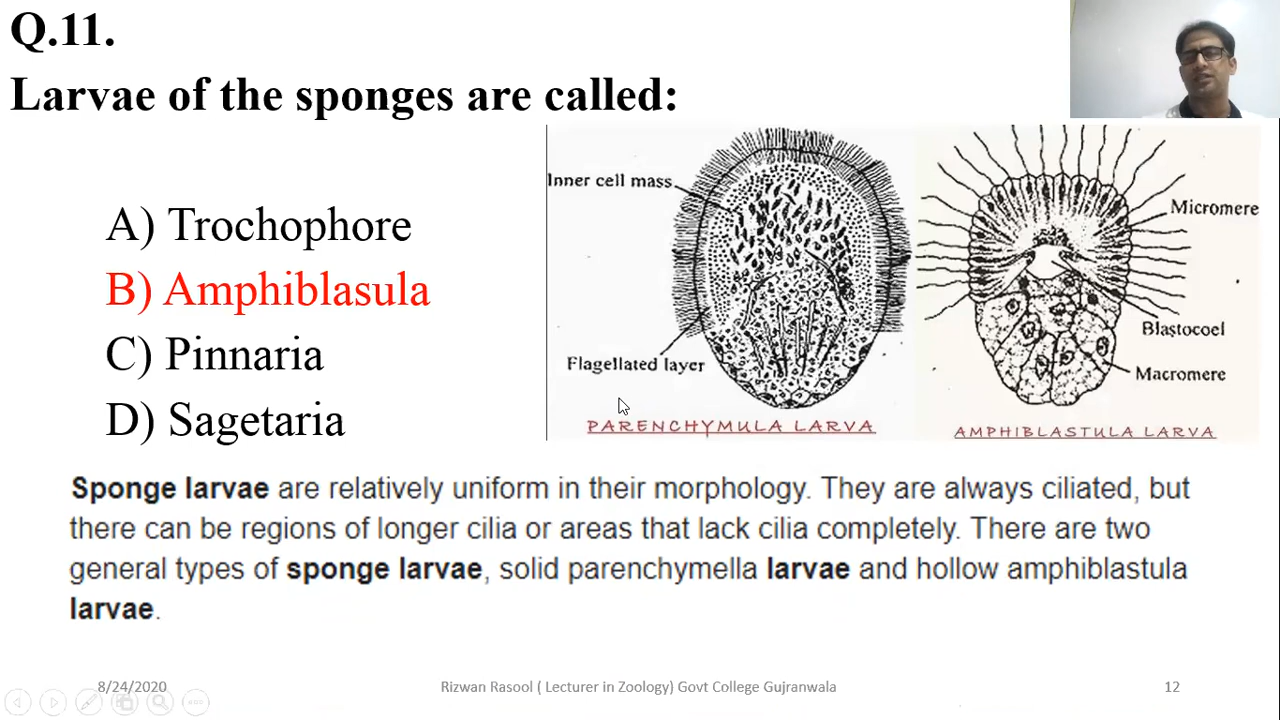 Q.11.
Larvae of the sponges are called:
A) Trochophore
B) Amphiblasula
C) Pinnaria
D) Sagetaria
Inner cell mass
Flagellated layer
PARENCHYMULA LARVA
Micromere
Blastocoel
Macromere
AMPHIBLASTULA LARVA
Sponge larvae are relatively uniform in their morphology. They are always ciliated, but
there can be regions of longer cilia or areas that lack cilia completely. There are two
general types of sponge larvae, solid parenchymella larvae and hollow amphiblastula
larvae.
8/24/2020
Rizwan Rasool ( Lecturer in Zoology) Govt College Gujranwala
12